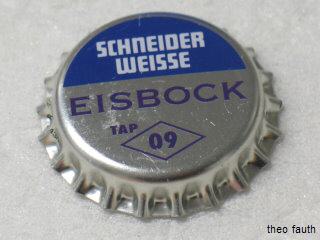 SCHNEIDER
WEISSE
EISBOCK
TAP 09
theo fauth